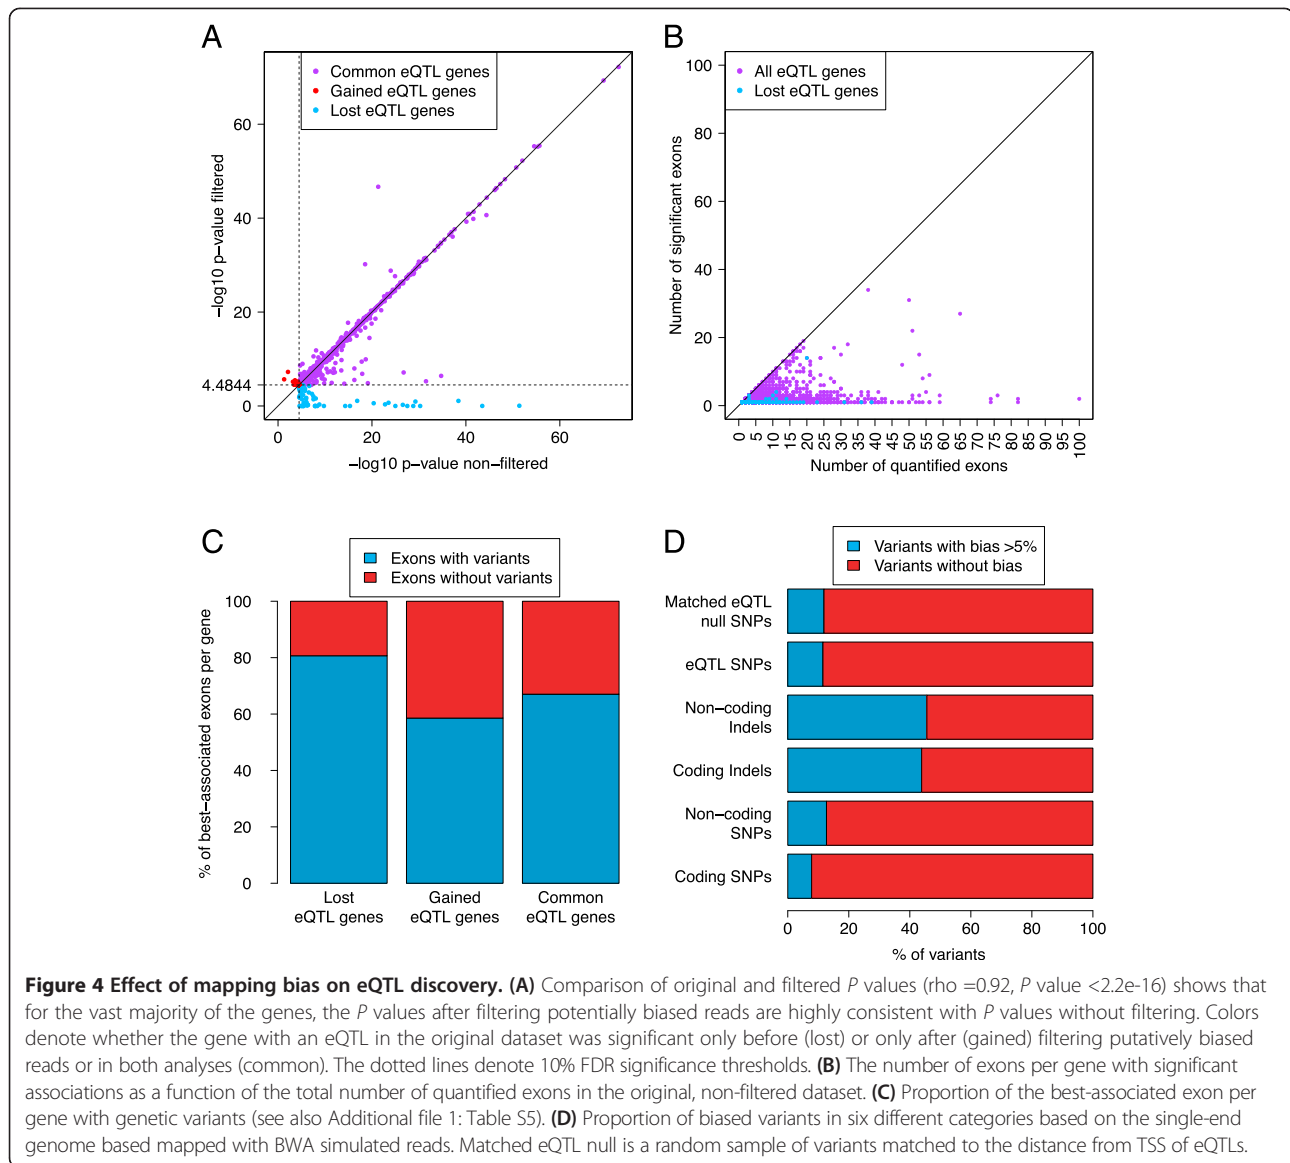 A
Common eQTL genes
Gained eQTL genes
Lost eQTL genes
−log10 p−value filtered
60
40
20
4.4844
0
0 20 40 60
−log10 p−value non−filtered
B
All eQTL genes
Lost eQTL genes
Number of significant exons
100
80
60
40
20
0
0 1 5 10 15 20 25 30 35 40 45 50 55 60 65 70 75 80 85 90 95 100
Number of quantified exons
C
Exons with variants
Exons without variants
% of best−associated exons per gene
100
80
60
40
20
0
Lost eQTL genes
Gained eQTL genes
Common eQTL genes
D
Variants with bias >5%
Variants without bias
Matched eQTL
null SNPs
eQTL SNPs
Non−coding
Indels
Coding Indels
Non−coding
SNPs
Coding SNPs
0 20 40 60 80 100
% of variants
Figure 4 Effect of mapping bias on eQTL discovery. (A) Comparison of original and filtered P values (rho =0.92, P value <2.2e-16) shows that
for the vast majority of the genes, the P values after filtering potentially biased reads are highly consistent with P values without filtering. Colors
denote whether the gene with an eQTL in the original dataset was significant only before (lost) or only after (gained) filtering putatively biased
reads or in both analyses (common). The dotted lines denote 10% FDR significance thresholds. (B) The number of exons per gene with significant
associations as a function of the total number of quantified exons in the original, non-filtered dataset. (C) Proportion of the best-associated exon per
gene with genetic variants (see also Additional file 1: Table S5). (D) Proportion of biased variants in six different categories based on the single-end
genome based mapped with BWA simulated reads. Matched eQTL null is a random sample of variants matched to the distance from TSS of eQTLs.